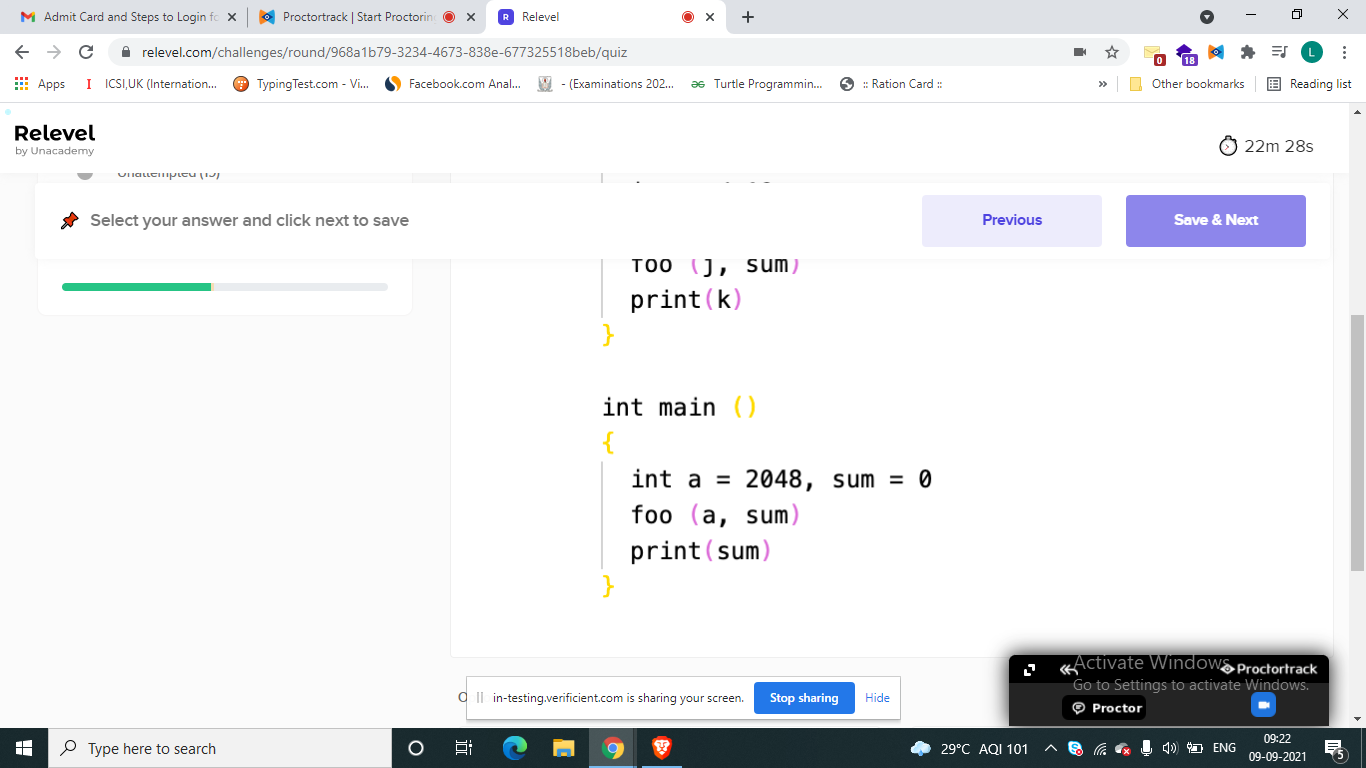 Admit Card and Steps to Login fo
Proctortrack | Start Proctoring
Relevel
relevel.com/challenges/round/968a1b79-3234-4673-838e-677325518beb/quiz
0
18
L
Apps
ICSI,UK (Internation...
TypingTest.com - Vi...
Facebook.com Anal...
- (Examinations 202...
Turtle Programmin...
:: Ration Card ::
»
Other bookmarks
Reading list
Relevel
by Unacademy
22m 28s
Unattempted (15)
Select your answer and click next to save
Previous
Save & Next
foo (j, sum)
print(k)
}
int main ()
{
int a = 2048, sum = 0
foo (a, sum)
print(sum)
}
Activate Windows
Go to Settings to activate Windows.
Proctortrack
Proctor
in-testing.verificient.com is sharing your screen.
Stop sharing
Hide
Type here to search
29°C AQI 101
ENG
09:22
09-09-2021
5